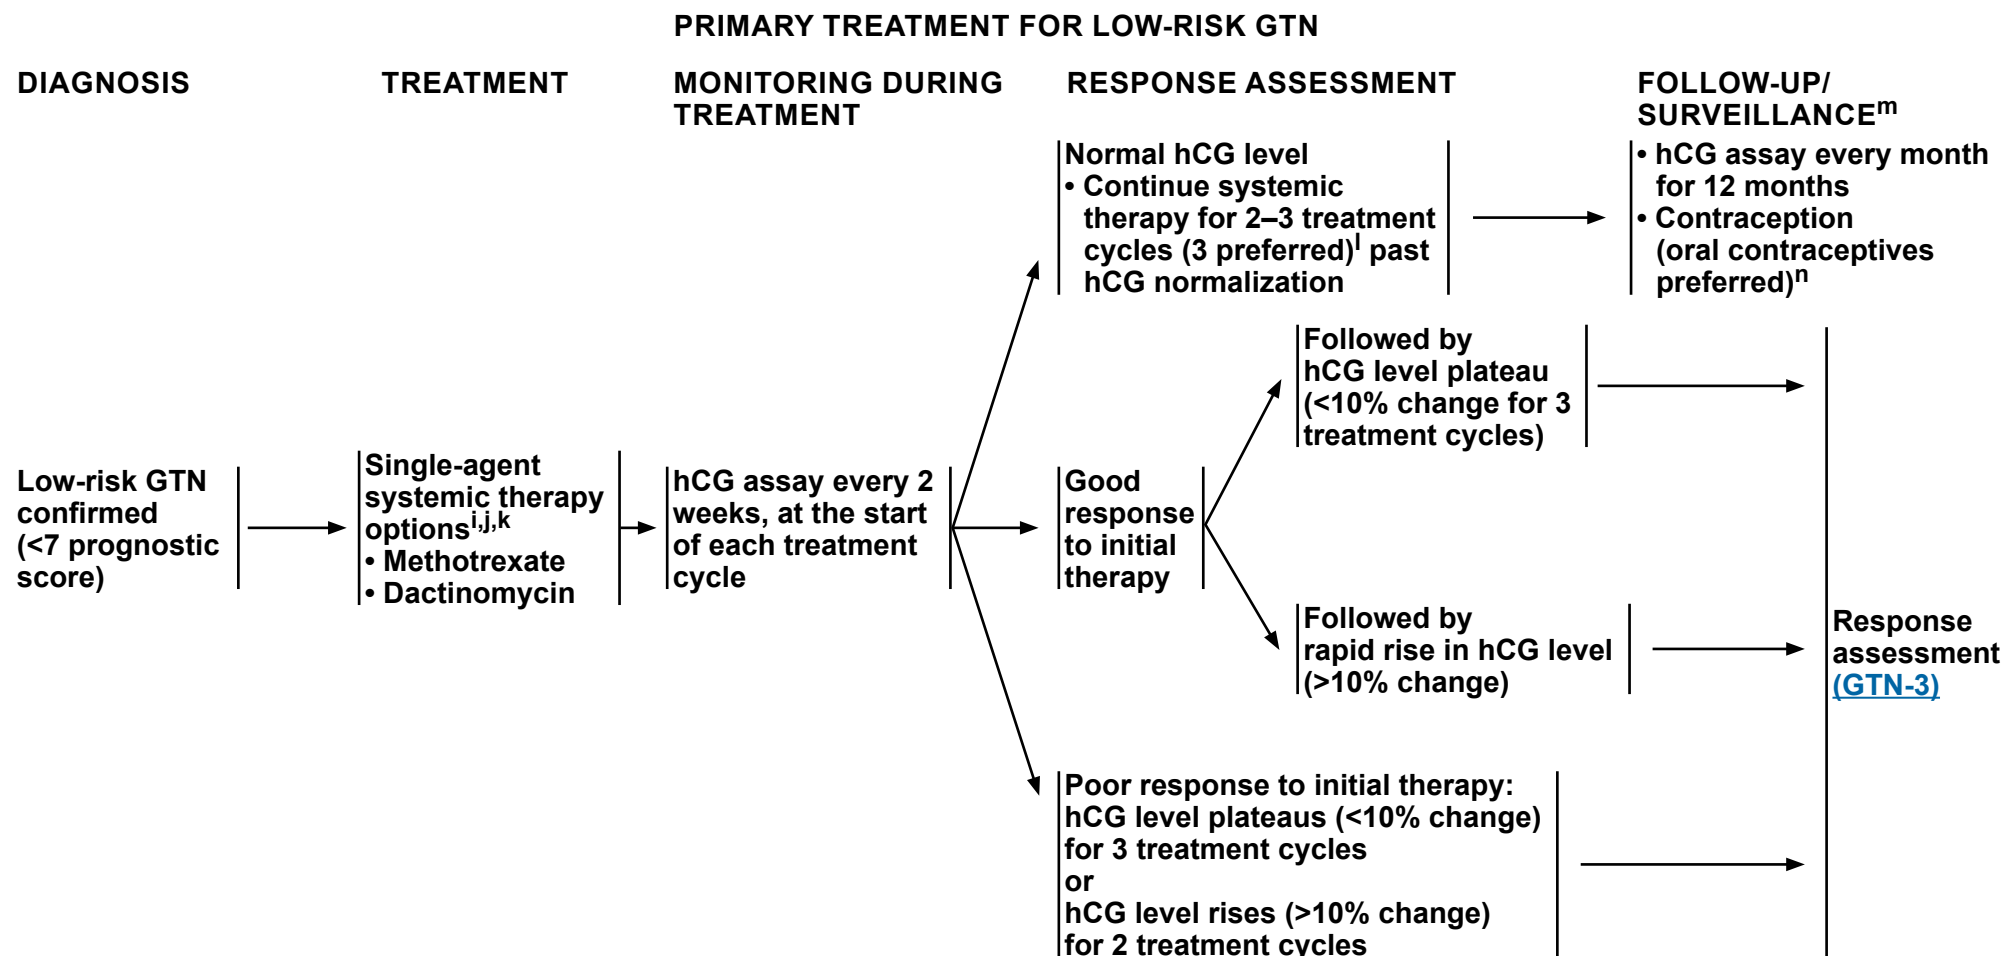 PRIMARY TREATMENT FOR LOW-RISK GTN
DIAGNOSIS
TREATMENT
MONITORING DURING
TREATMENT
RESPONSE ASSESSMENT
FOLLOW-UP/
SURVEILLANCEm
Low-risk GTN
confirmed
(<7 prognostic
score)
Single-agent
systemic therapy
optionsi,j,k
• Methotrexate
• Dactinomycin
hCG assay every 2
weeks, at the start
of each treatment
cycle
Normal hCG level
• Continue systemic
therapy for 2–3 treatment
cycles (3 preferred)l past
hCG normalization
• hCG assay every month
for 12 months
• Contraception
(oral contraceptives
preferred)n
Good
response
to initial
therapy
Followed by
hCG level plateau
(<10% change for 3
treatment cycles)
Followed by
rapid rise in hCG level
(>10% change)
Poor response to initial therapy:
hCG level plateaus (<10% change)
for 3 treatment cycles
or
hCG level rises (>10% change)
for 2 treatment cycles
Response
assessment
(GTN-3)